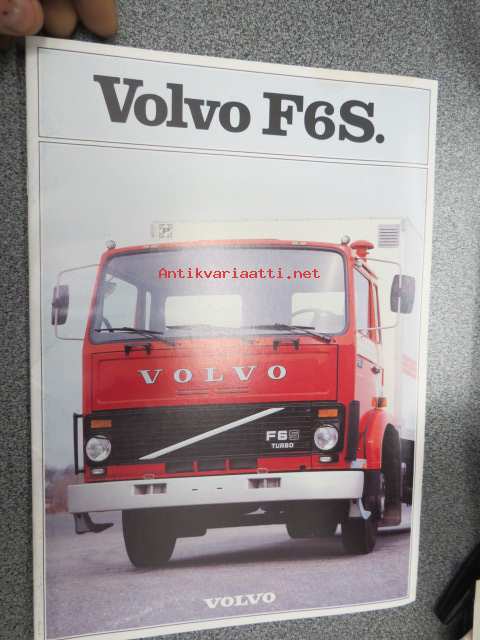 Volvo F6S.
Antikvariaatti.net
VOLVO
F6S
TURBO
VOLVO